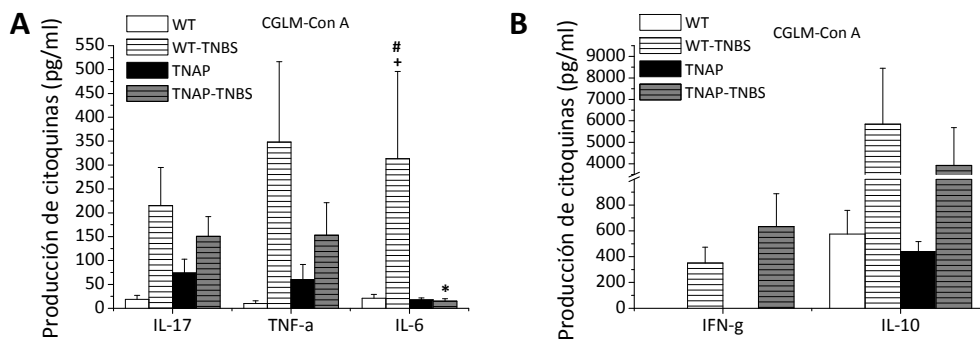 A
CGLM-Con A
Producción de citoquinas (pg/ml)
550
500
450
400
350
300
250
200
150
100
50
0
WT
WT-TNBS
TNAP
TNAP-TNBS
#
+
*
IL-17 TNF-a IL-6
B
CGLM-Con A
Producción de citoquinas (pg/ml)
9000
8000
7000
6000
5000
4000
800
600
400
200
0
WT
WT-TNBS
TNAP
TNAP-TNBS
IFN-g IL-10